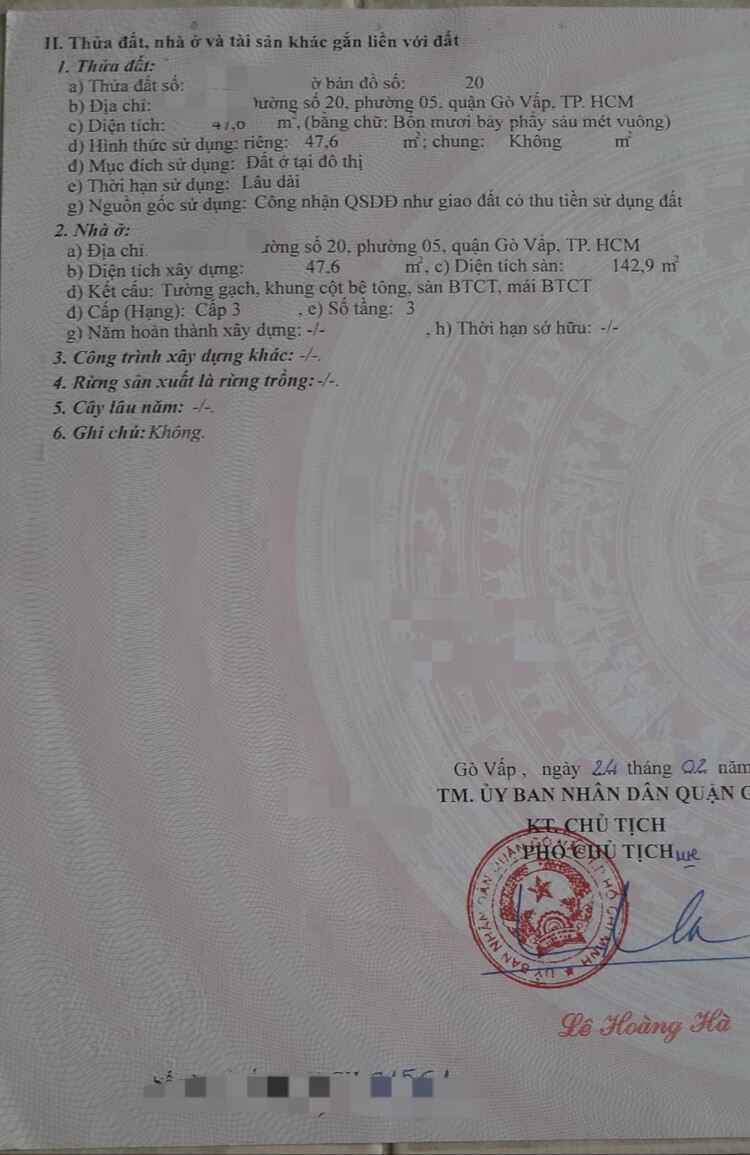 II. Thửa đất, nhà ở và tài sản khác gắn liền với đất
1. Thửa đất:
a) Thửa đất số: ờ bản đồ số: 20
b) Địa chỉ: đường số 20, phường 05, quận Gò Vấp, TP. HCM
c) Diện tích: m², (bằng chữ: Bốn mươi bảy phẩy sáu mét vuông)
d) Hình thức sử dụng: riêng: 47,6 m²; chung: Không m²
đ) Mục đích sử dụng: Đất ở tại đô thị
e) Thời hạn sử dụng: Lâu dài
g) Nguồn gốc sử dụng: Công nhận QSDĐ như giao đất có thu tiền sử dụng đất
2. Nhà ở:
a) Địa chỉ ường số 20, phường 05, quận Gò Vấp, TP. HCM
b) Diện tích xây dựng: 47,6 m², c) Diện tích sàn: 142,9 m²
d) Kết cấu: Tường gạch, khung cột bê tông, sàn BTCT, mái BTCT
đ) Cấp (Hạng): Cấp 3 , e) Số tầng: 3
g) Năm hoàn thành xây dựng: -/- , h) Thời hạn sở hữu: -/-
3. Công trình xây dựng khác: -/-.
4. Rừng sản xuất là rừng trồng: -/-.
5. Cây lâu năm: -/-.
6. Ghi chú: Không.
Gò Vấp, ngày 24 tháng 02 năm
TM. ỦY BAN NHÂN DÂN QUẬN G
KT. CHỦ TỊCH
PHÓ CHỦ TỊCH
Lê Hoàng Hà